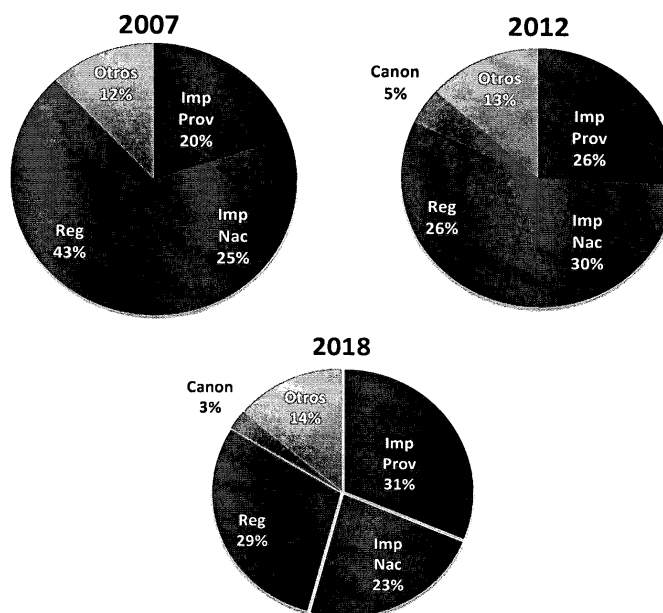 2007
Otros
12%
Imp
Prov
20%
Imp
Nac
25%
Reg
43%
2012
Canon
5%
Otros
13%
Imp
Prov
26%
Imp
Nac
30%
Reg
26%
2018
Canon
3%
Otros
14%
Imp
Prov
31%
Imp
Nac
23%
Reg
29%